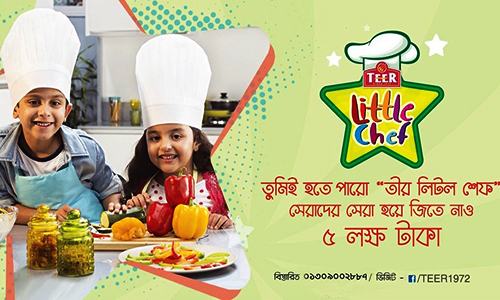 TEER
Little
Chef
তুমিই হতে পারো “তীর লিটল শেফ”
সেরাদের সেরা হয়ে জিতে নাও
৫ লক্ষ টাকা
বিস্তারিত ০১৩০৯০০২৮৮৭/ ভিজিট - f/TEER1972